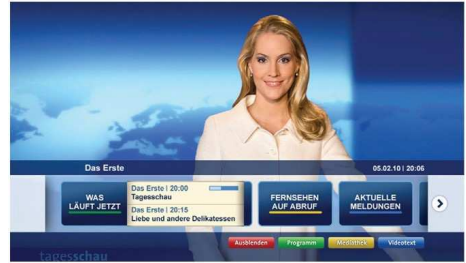 Das Erste
05.02.10 | 20:06
WAS
LÄUFT JETZT
Das Erste | 20:00
Tagesschau
Das Erste | 20:15
Liebe und andere Delikatessen
FERNSEHEN
AUF ABRUF
AKTUELLE
MELDUNGEN
Ausblenden
Programm
Mediathek
Videotext
tagesschau